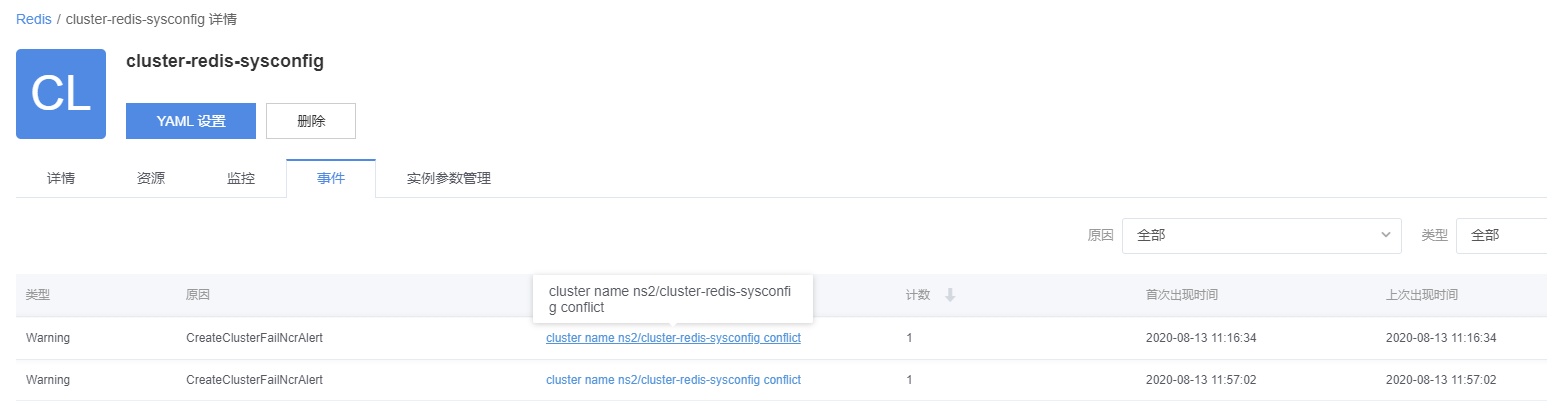 Redis / cluster-redis-sysconfig 详情
CL
cluster-redis-sysconfig
YAML 设置 删除
详情 资源 监控 事件 实例参数管理
原因 全部 类型 全部
cluster name ns2/cluster-redis-sysconfi
g conflict
类型 原因 计数 首次出现时间 上次出现时间
Warning CreateClusterFailNcrAlert cluster name ns2/cluster-redis-sysconfig conflict 1 2020-08-13 11:16:34 2020-08-13 11:16:34
Warning CreateClusterFailNcrAlert cluster name ns2/cluster-redis-sysconfig conflict 1 2020-08-13 11:57:02 2020-08-13 11:57:02